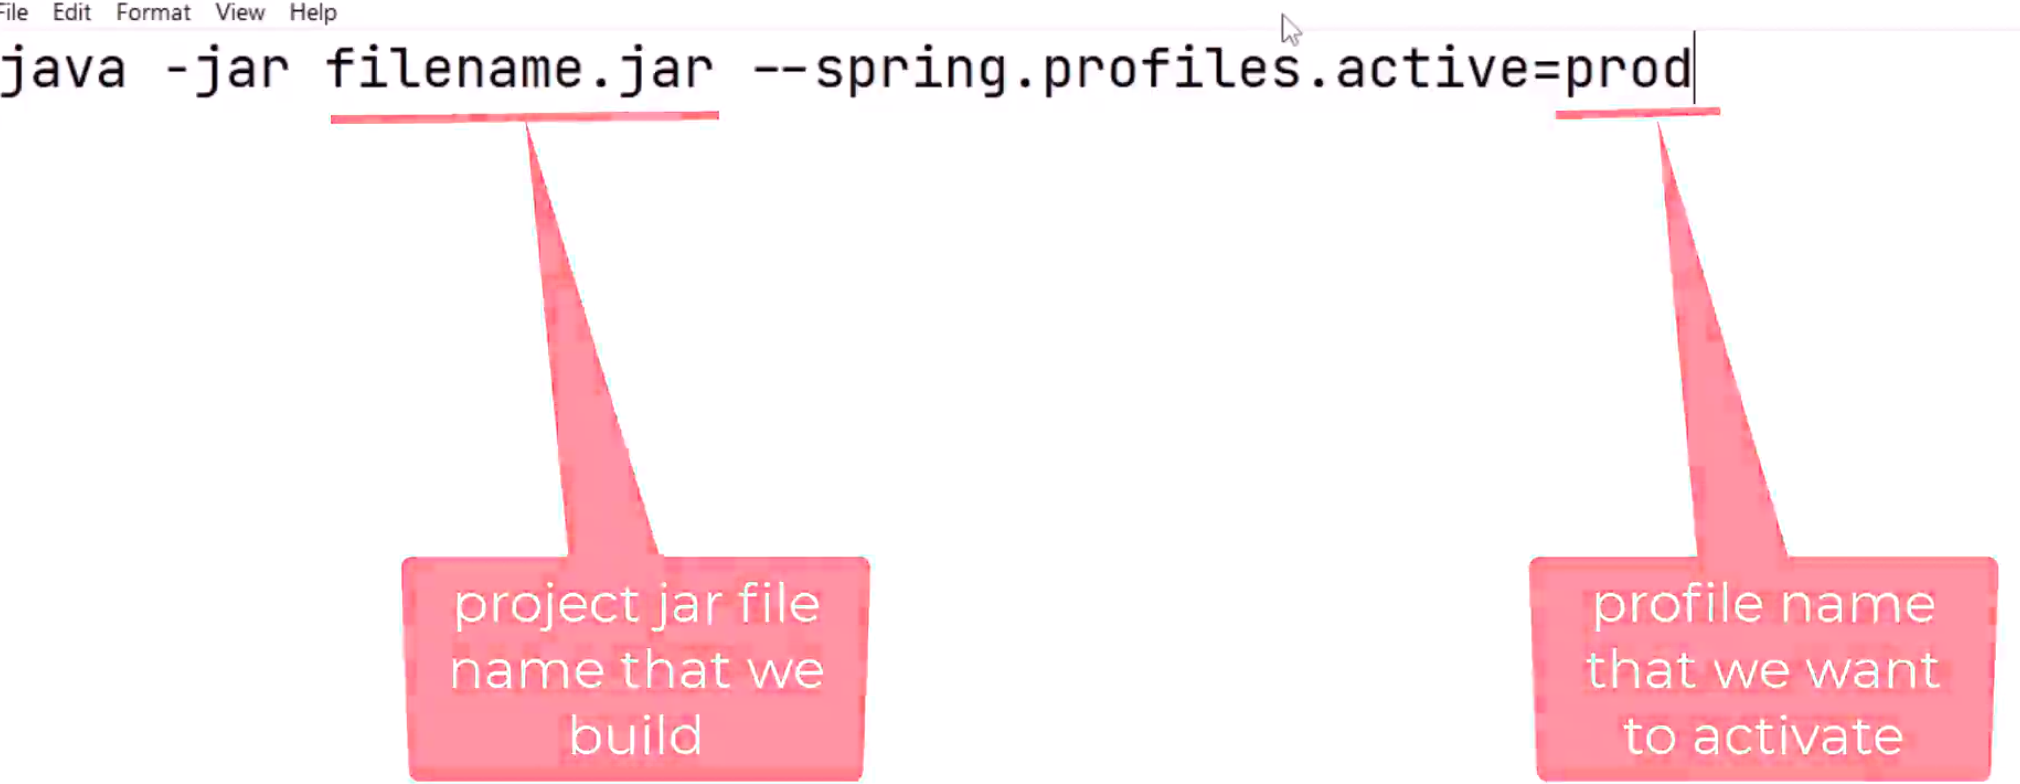 File Edit Format View Help
java -jar filename.jar --spring.profiles.active=prod
project jar file
name that we
build
profile name
that we want
to activate